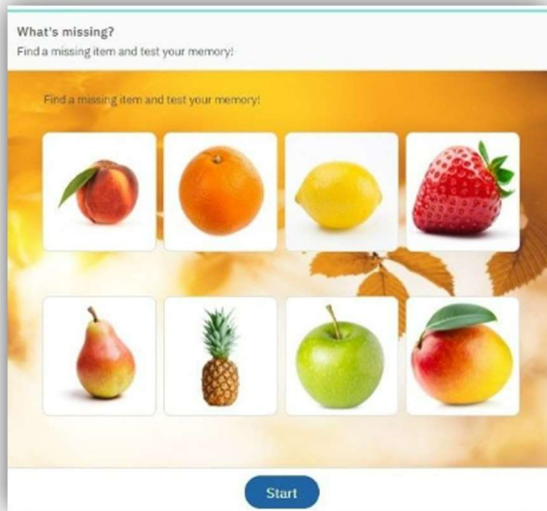 What's missing?
Find a missing item and test your memory!
Find a missing item and test your memory!
Start